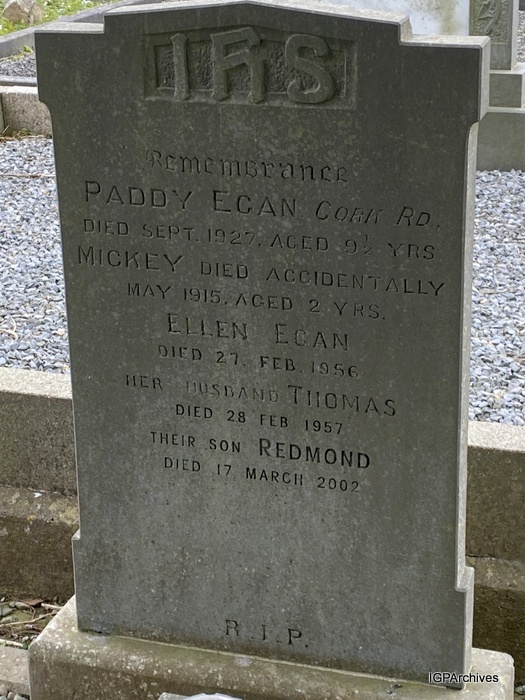 IHS
Remembrance
PADDY EGAN CORK RD,
DIED SEPT. 1927, AGED 9½ YRS
MICKEY DIED ACCIDENTALLY
MAY 1915, AGED 2 YRS.
ELLEN EGAN
DIED 27. FEB. 1956
HER HUSBAND THOMAS
DIED 28 FEB 1957
THEIR SON REDMOND
DIED 17 MARCH 2002
R.I.P.
IGPArchives